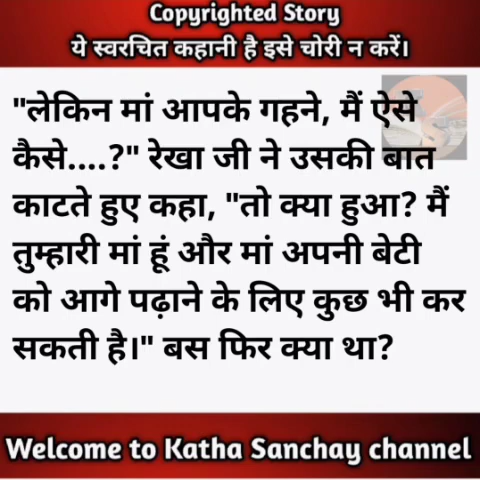 Copyrighted Story
ये स्वरचित कहानी है इसे चोरी न करें।
"लेकिन मां आपके गहने, मैं ऐसे
कैसे....?" रेखा जी ने उसकी बात
काटते हुए कहा, "तो क्या हुआ? मैं
तुम्हारी मां हूं और मां अपनी बेटी
को आगे पढ़ाने के लिए कुछ भी कर
सकती है।" बस फिर क्या था?
Welcome to Katha Sanchay channel